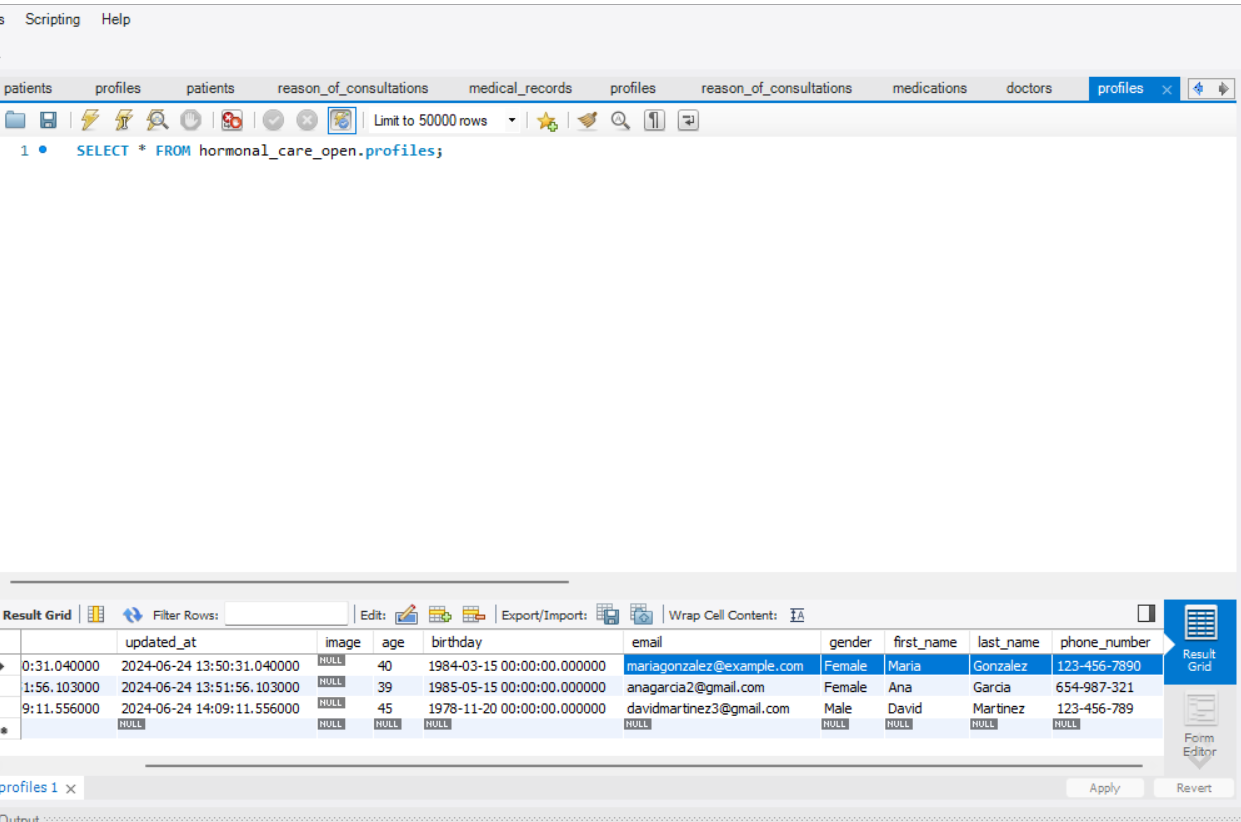 s Scripting Help
patients profiles patients reason_of_consultations medical_records profiles reason_of_consultations medications doctors profiles
Limit to 50000 rows
1 SELECT * FROM hormonal_care_open.profiles;
Result Grid Filter Rows: Edit: Export/Import: Wrap Cell Content:
Result Grid
Form Editor
updated_at image age birthday email gender first_name last_name phone_number
0:31.040000 2024-06-24 13:50:31.040000 NULL 40 1984-03-15 00:00:00.000000 mariagonzalez@example.com Female Maria Gonzalez 123-456-7890
1:56.103000 2024-06-24 13:51:56.103000 NULL 39 1985-05-15 00:00:00.000000 anagarcia2@gmail.com Female Ana Garcia 654-987-321
9:11.556000 2024-06-24 14:09:11.556000 NULL 45 1978-11-20 00:00:00.000000 davidmartinez3@gmail.com Male David Martinez 123-456-789
NULL NULL NULL NULL NULL NULL NULL NULL NULL
profiles 1 Apply Revert
Output